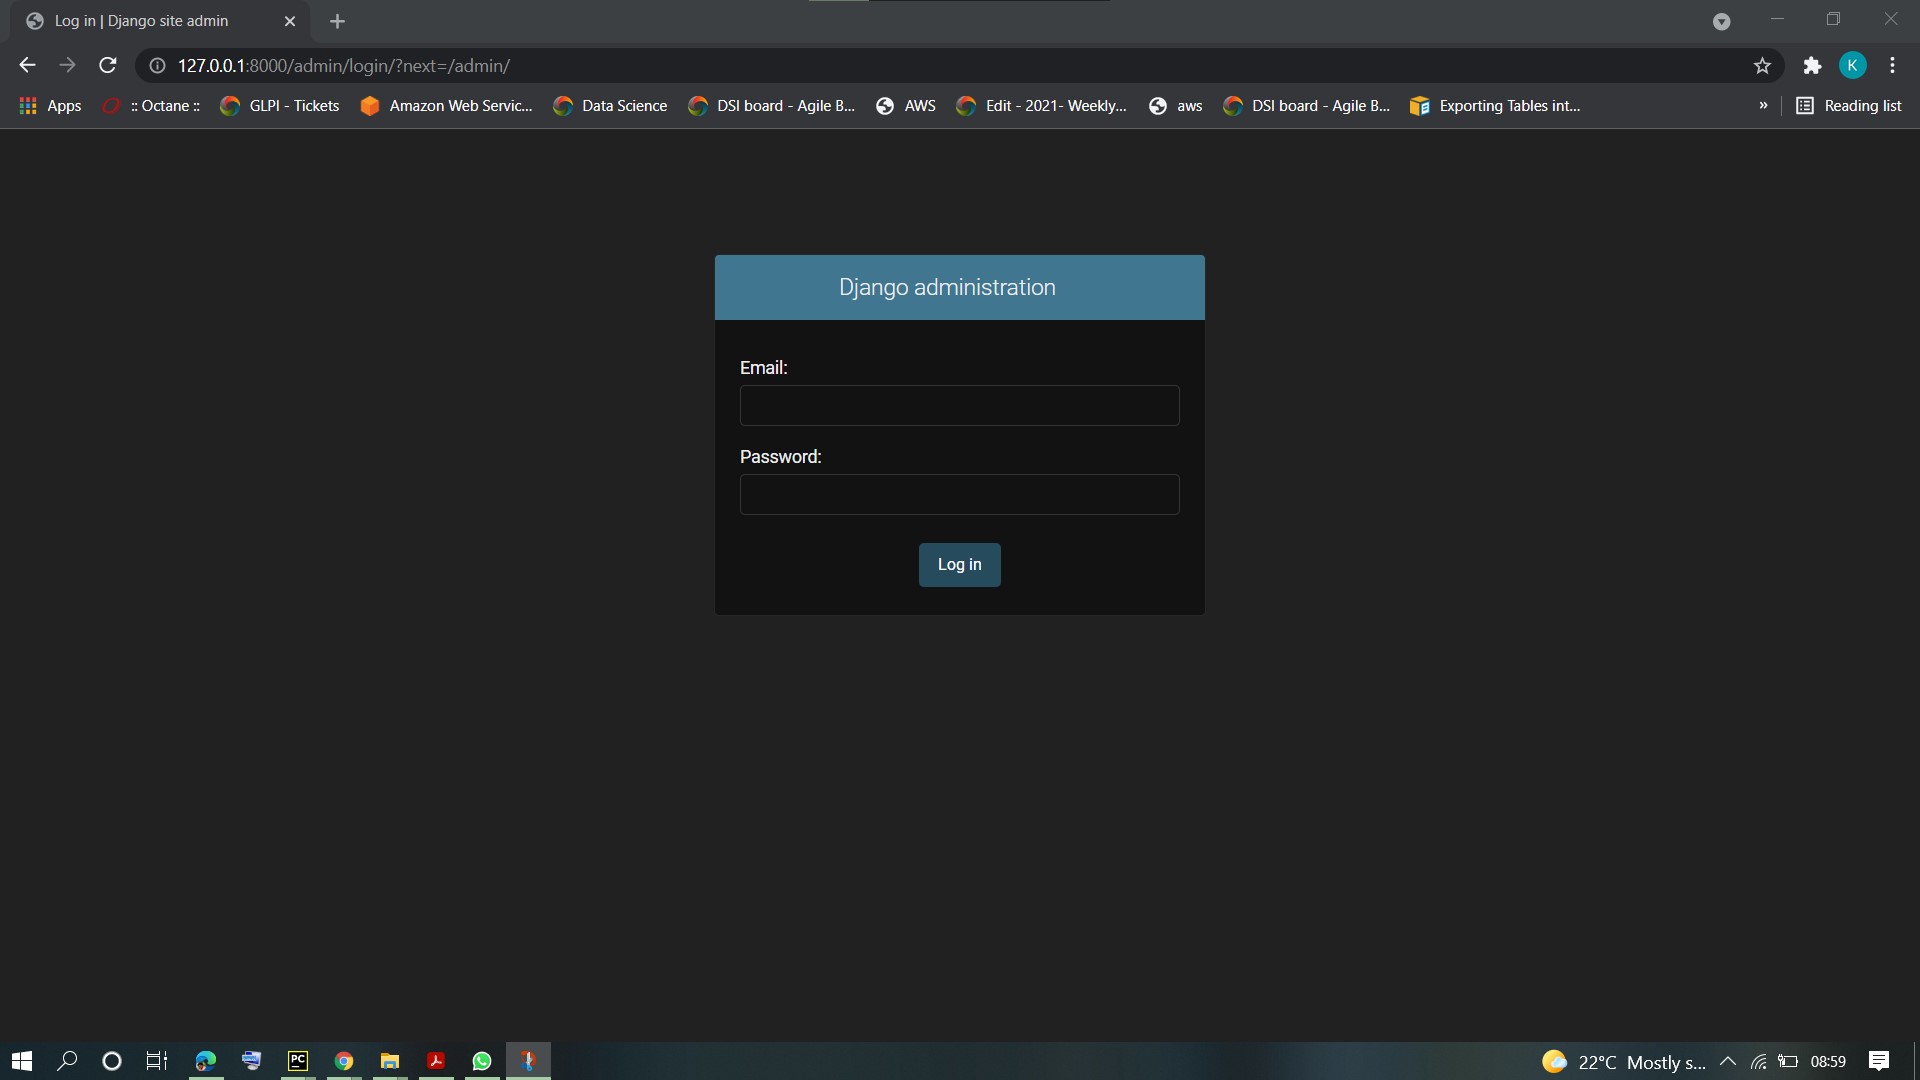 Log in | Django site admin
127.0.0.1:8000/admin/login/?next=/admin/
Apps :: Octane :: GLPI - Tickets Amazon Web Servic... Data Science DSI board - Agile B... AWS Edit - 2021- Weekly... aws DSI board - Agile B... Exporting Tables int... » Reading list
K
Django administration
Email:
Password:
Log in
PC
22°C Mostly s... 08:59